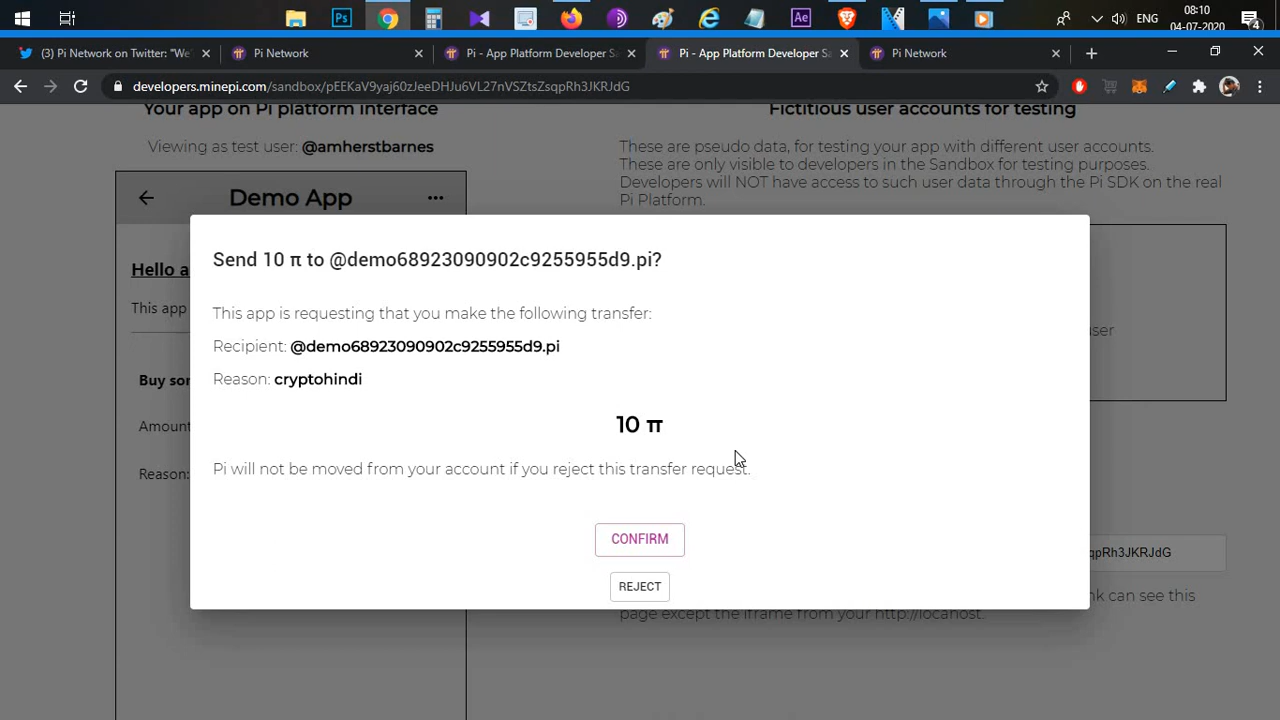 Ps
Ae
ENG
08:10
04-07-2020
4
(3) Pi Network on Twitter: "We'
Pi Network
Pi - App Platform Developer Sa
Pi - App Platform Developer Sa
Pi Network
developers.minepi.com/sandbox/pEEKaV9yaj60zJeeDHJu6VL27nVSZtsZsqpRh3JKRJdG
Your app on Pi platform interface
Viewing as test user: @amherstbarnes
Demo App
Hello a
This app
Buy son
Amount
Reason:
Fictitious user accounts for testing
These are pseudo data, for testing your app with different user accounts.
These are only visible to developers in the Sandbox for testing purposes.
Developers will NOT have access to such user data through the Pi SDK on the real
Pi Platform.
ser
qpRh3JKRJdG
nk can see this
page except the iframe from your http://locahost.
Send 10 π to @demo68923090902c9255955d9.pi?
This app is requesting that you make the following transfer:
Recipient: @demo68923090902c9255955d9.pi
Reason: cryptohindi
10 π
Pi will not be moved from your account if you reject this transfer request.
CONFIRM
REJECT